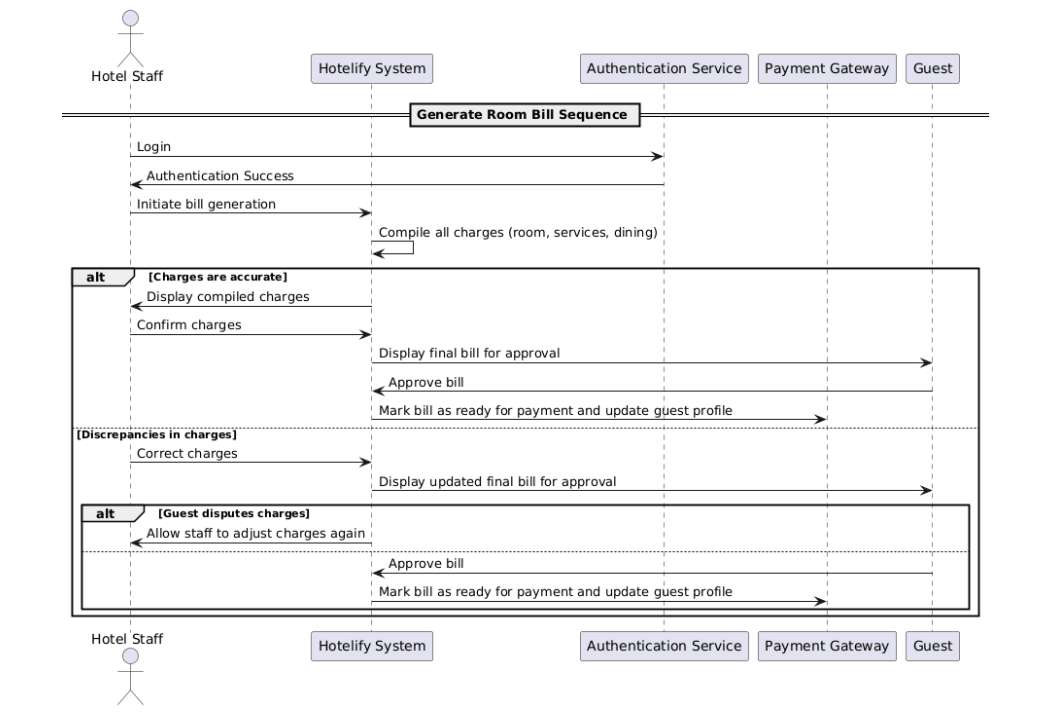 Hotel Staff
Hotelify System
Authentication Service
Payment Gateway
Guest
Generate Room Bill Sequence
Login
Authentication Success
Initiate bill generation
Compile all charges (room, services, dining)
alt [Charges are accurate]
Display compiled charges
Confirm charges
Display final bill for approval
Approve bill
Mark bill as ready for payment and update guest profile
[Discrepancies in charges]
Correct charges
Display updated final bill for approval
alt [Guest disputes charges]
Allow staff to adjust charges again
Approve bill
Mark bill as ready for payment and update guest profile
Hotel Staff
Hotelify System
Authentication Service
Payment Gateway
Guest